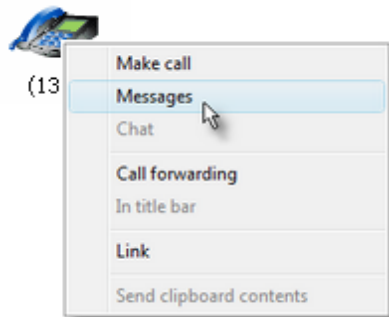 (13
Make call
Messages
Chat
Call forwarding
In title bar
Link
Send clipboard contents